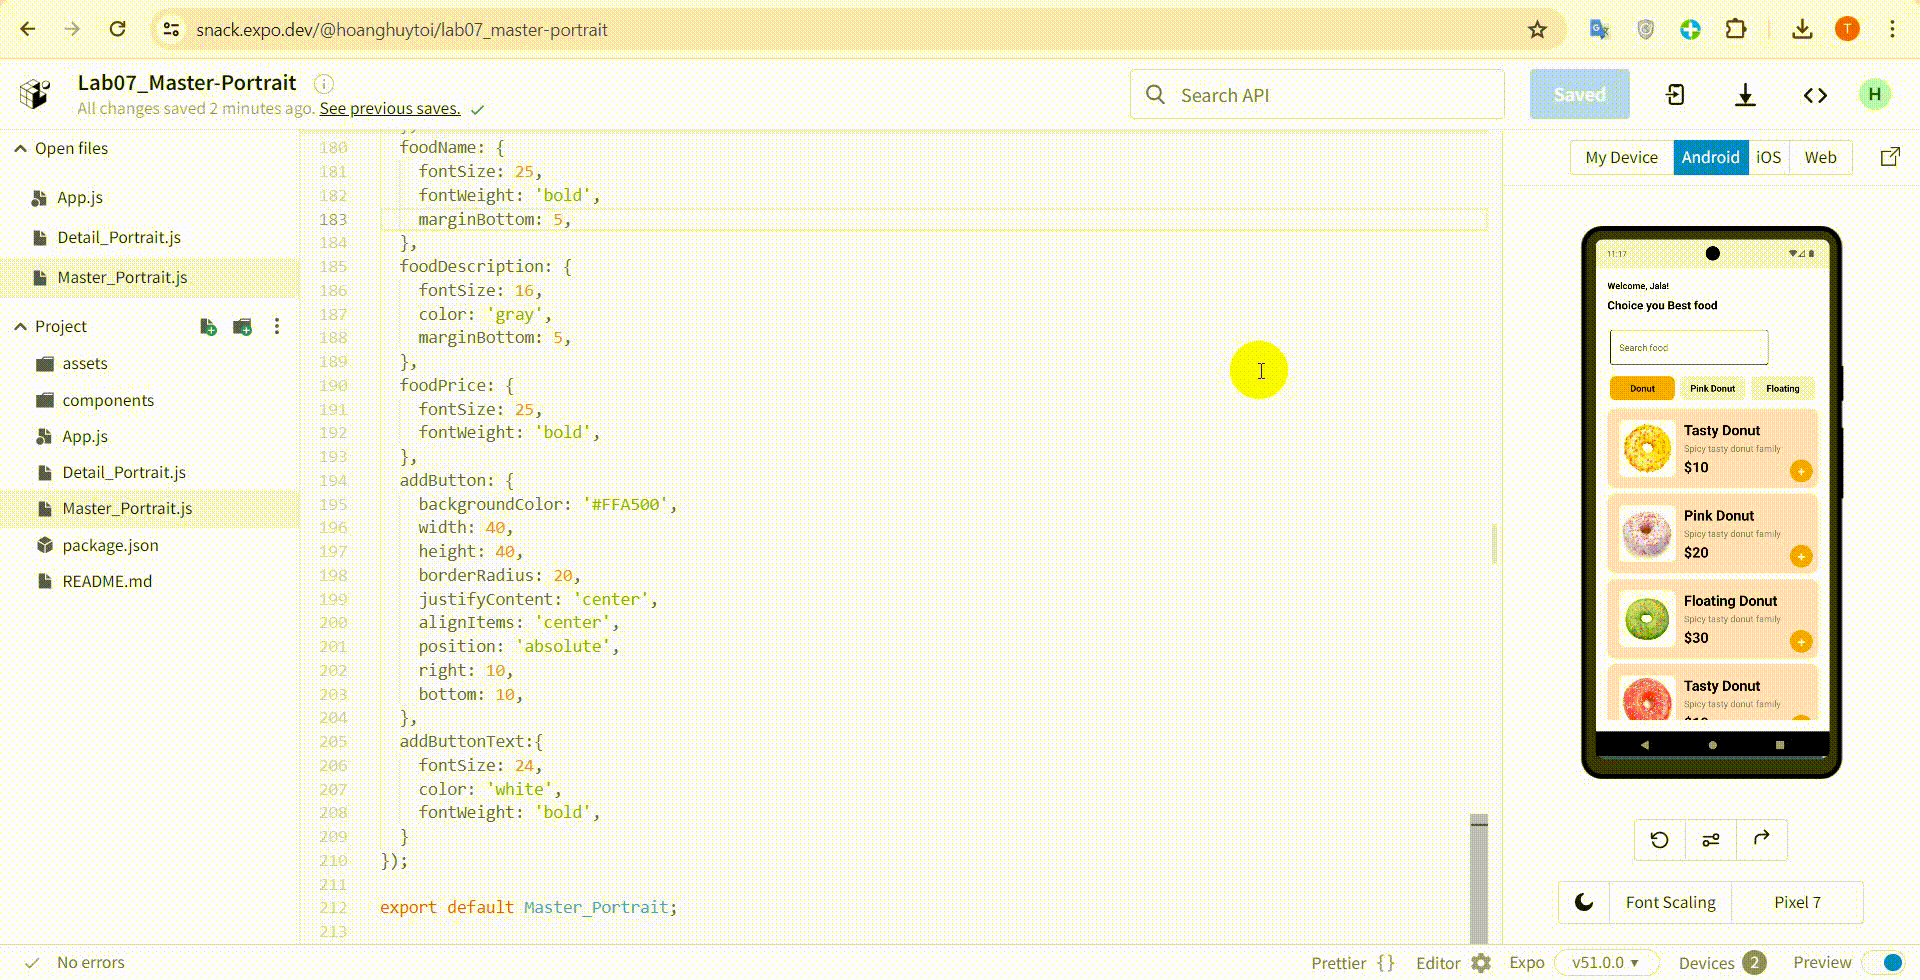 snack.expo.dev/@hoanghuytoi/lab07_master-portrait
T
Lab07_Master-Portrait
All changes saved 2 minutes ago. See previous saves.
Search API
Saved
H
Open files
App.js
Detail_Portrait.js
Master_Portrait.js
Project
assets
components
App.js
Detail_Portrait.js
Master_Portrait.js
package.json
README.md
180 foodName: {
181 fontSize: 25,
182 fontWeight: 'bold',
183 marginBottom: 5,
184 },
185 foodDescription: {
186 fontSize: 16,
187 color: 'gray',
188 marginBottom: 5,
189 },
190 foodPrice: {
191 fontSize: 25,
192 fontWeight: 'bold',
193 },
194 addButton: {
195 backgroundColor: '#FFA500',
196 width: 40,
197 height: 40,
198 borderRadius: 20,
199 justifyContent: 'center',
200 alignItems: 'center',
201 position: 'absolute',
202 right: 10,
203 bottom: 10,
204 },
205 addButtonText:{
206 fontSize: 24,
207 color: 'white',
208 fontWeight: 'bold',
209 }
210 });
211
212 export default Master_Portrait;
213
My Device Android iOS Web
11:17
Welcome, Jala!
Choice you Best food
Search food
Donut Pink Donut Floating
Tasty Donut
Spicy tasty donut family
$10
+
Pink Donut
Spicy tasty donut family
$20
+
Floating Donut
Spicy tasty donut family
$30
+
Tasty Donut
Spicy tasty donut family
Font Scaling Pixel 7
No errors
Prettier {} Editor Expo v51.0.0 Devices 2 Preview